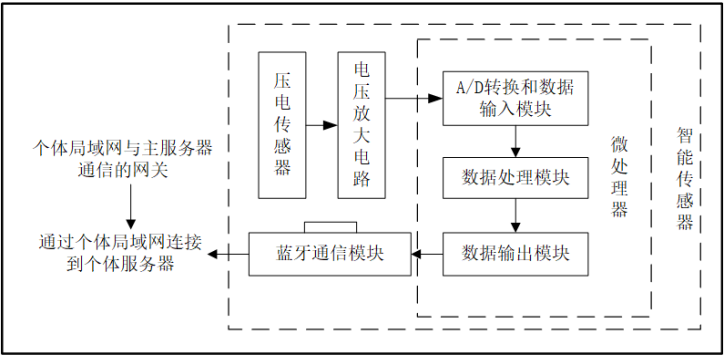 压电传感器
电压放大电路
A/D转换和数据
输入模块
微处理器
智能传感器
个体局域网与主服务器
通信的网关
数据处理模块
通过个体局域网连接
到个体服务器
蓝牙通信模块
数据输出模块